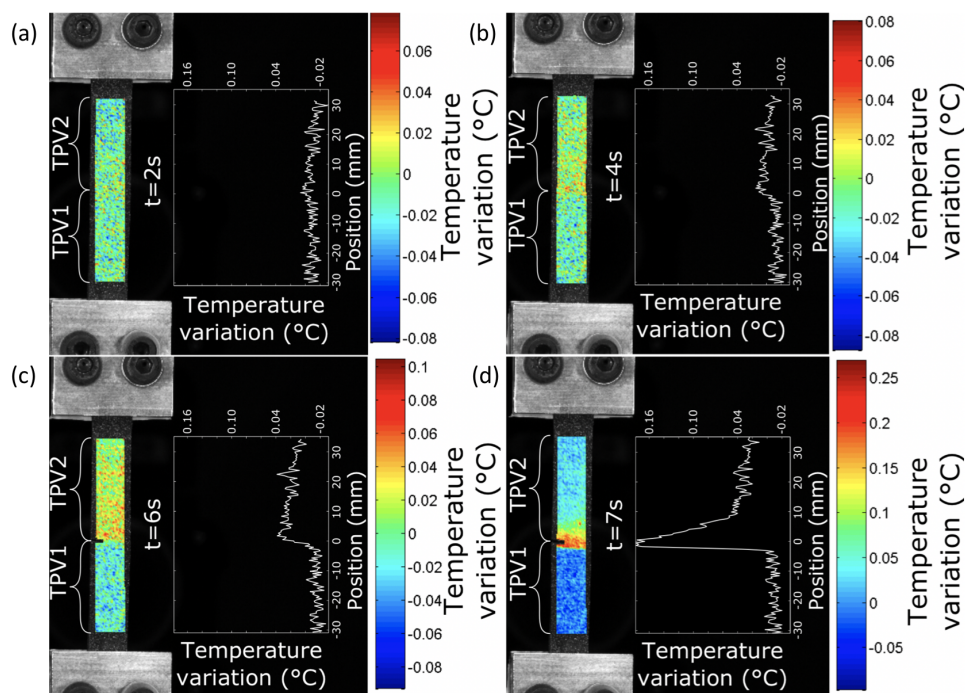 (a)
TPV2
TPV1
t=2s
0.16
0.10
0.04
-0.02
30
20
10
0
-10
-20
-30
Position (mm)
Temperature
variation (°C)
0.06
0.04
0.02
0
-0.02
-0.04
-0.06
-0.08
Temperature
variation (°C)
(b)
TPV2
TPV1
t=4s
0.16
0.10
0.04
-0.02
30
20
10
0
-10
-20
-30
Position (mm)
Temperature
variation (°C)
0.08
0.06
0.04
0.02
0
-0.02
-0.04
-0.06
-0.08
Temperature
variation (°C)
(c)
TPV2
TPV1
t=6s
0.16
0.10
0.04
-0.02
30
20
10
0
-10
-20
-30
Position (mm)
Temperature
variation (°C)
0.1
0.08
0.06
0.04
0.02
0
-0.02
-0.04
-0.06
-0.08
Temperature
variation (°C)
(d)
TPV2
TPV1
t=7s
0.16
0.10
0.04
-0.02
30
20
10
0
-10
-20
-30
Position (mm)
Temperature
variation (°C)
0.25
0.20
0.15
0.1
0.05
0
-0.05
Temperature
variation (°C)